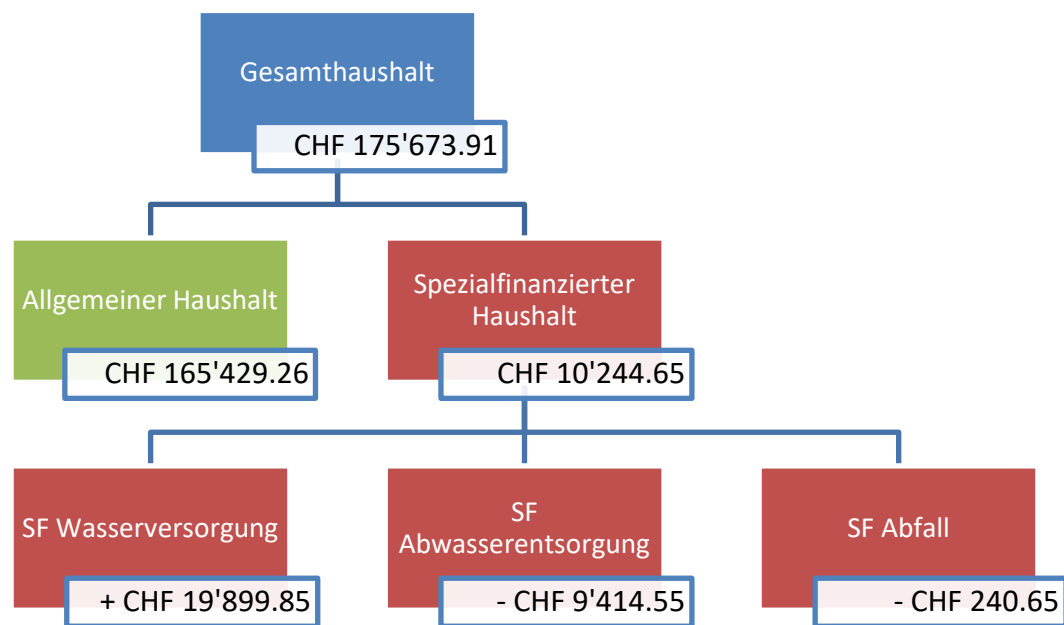 Gesamthaushalt
CHF 175'673.91
Allgemeiner Haushalt
CHF 165'429.26
Spezialfinanzierter
Haushalt
CHF 10'244.65
SF Wasserversorgung
+ CHF 19'899.85
SF
Abwasserentsorgung
- CHF 9'414.55
SF Abfall
- CHF 240.65